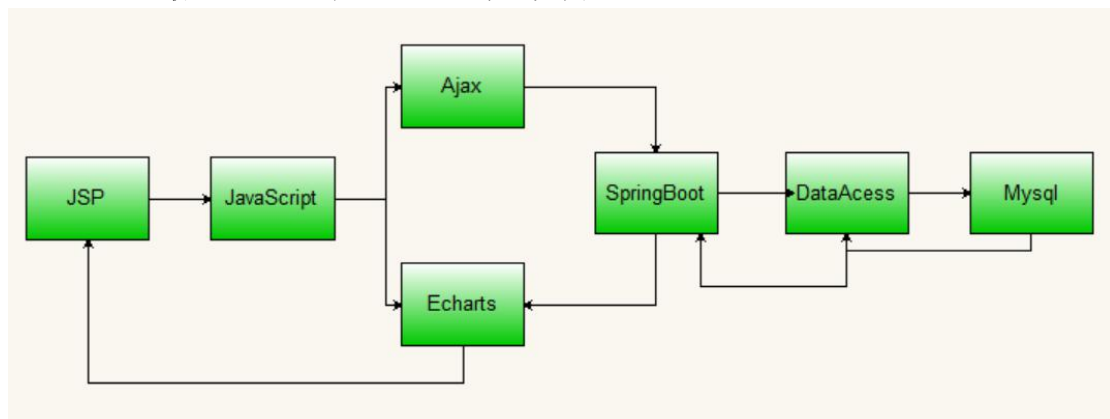 Ajax
JSP
JavaScript
SpringBoot
DataAcess
Mysql
Echarts